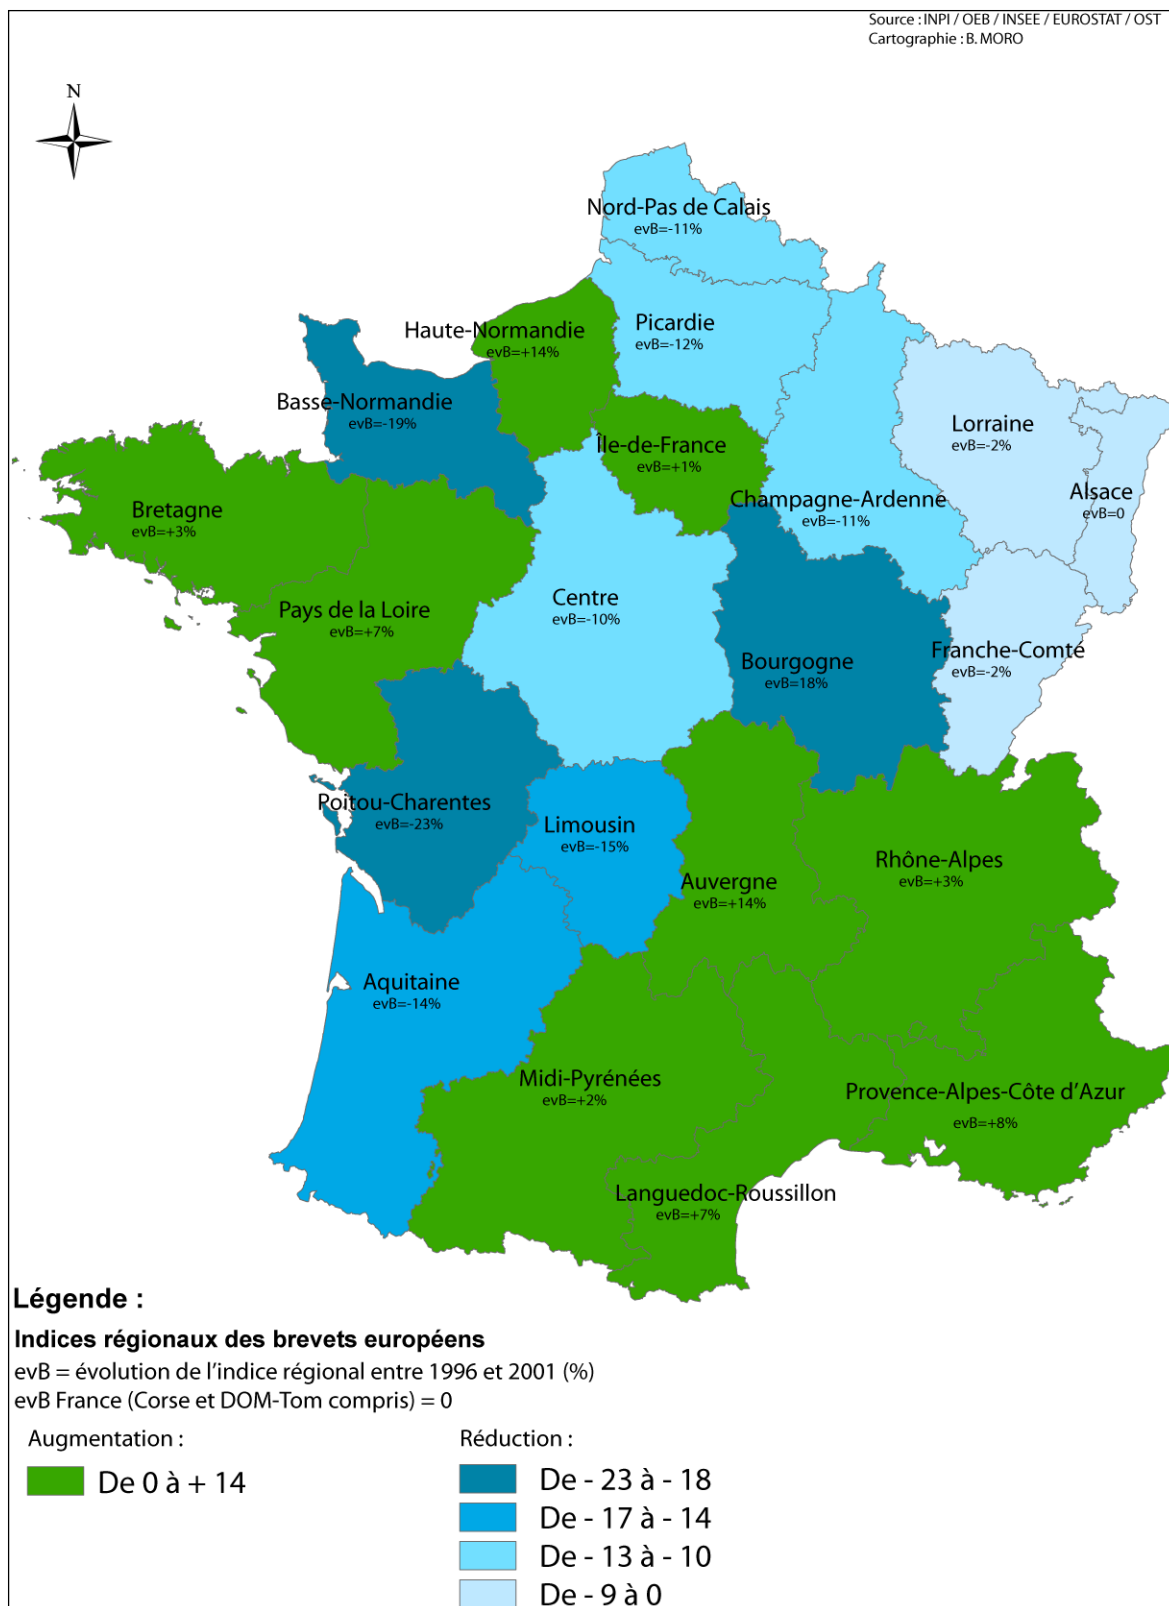 Source : INPI / OEB / INSEE / EUROSTAT / OST
Cartographie : B. MORO
N
Nord-Pas de Calais
evB=-11%
Haute-Normandie
evB=+14%
Picardie
evB=-12%
Basse-Normandie
evB=-19%
Île-de-France
evB=+1%
Lorraine
evB=-2%
Champagne-Ardenne
evB=-11%
Alsace
evB=0
Bretagne
evB=+3%
Pays de la Loire
evB=+7%
Centre
evB=-10%
Bourgogne
evB=18%
Franche-Comté
evB=-2%
Poitou-Charentes
evB=-23%
Limousin
evB=-15%
Auvergne
evB=+14%
Rhône-Alpes
evB=+3%
Aquitaine
evB=-14%
Midi-Pyrénées
evB=+2%
Provence-Alpes-Côte d'Azur
evB=+8%
Languedoc-Roussillon
evB=+7%
Légende :
Indices régionaux des brevets européens
evB = évolution de l'indice régional entre 1996 et 2001 (%)
evB France (Corse et DOM-Tom compris) = 0
Augmentation :
De 0 à + 14
Réduction :
De - 23 à - 18
De - 17 à - 14
De - 13 à - 10
De - 9 à 0